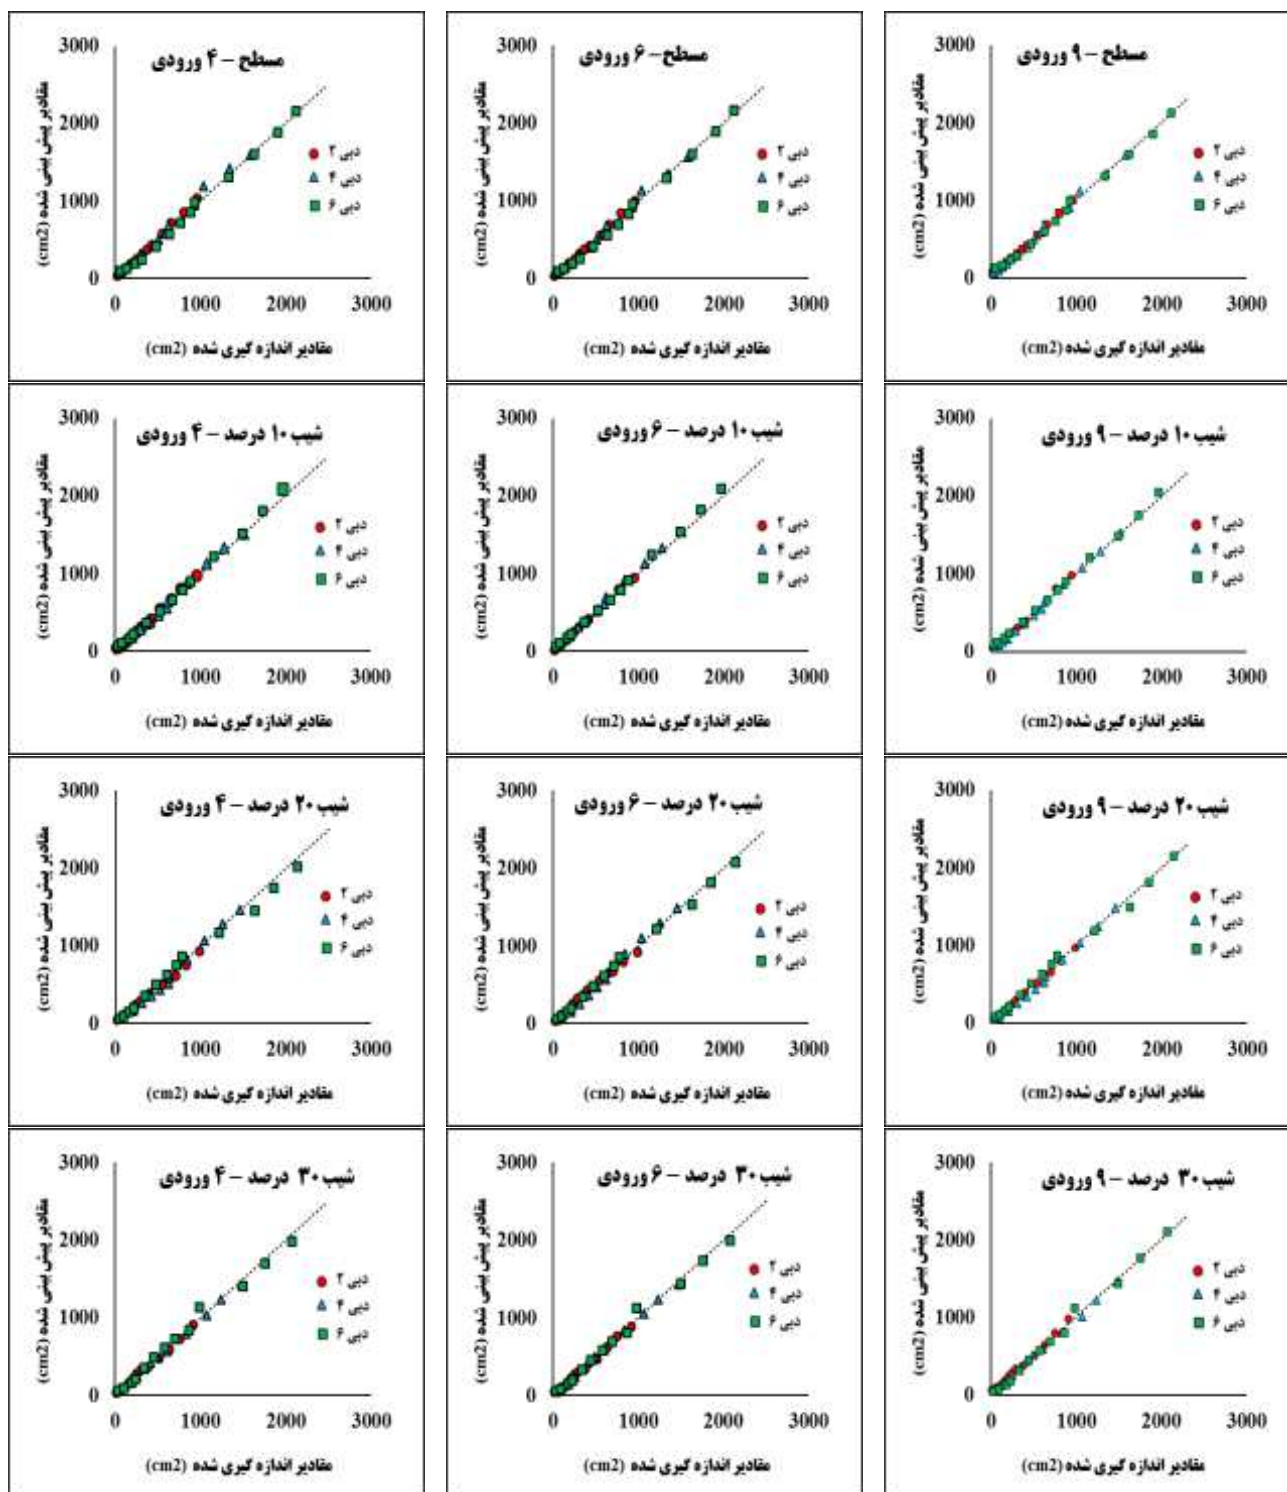 مسطح – ۴ ورودی
3000
2000
1000
0
مقادیر پیش بینی شده (cm2)
دبی ۲
دبی ۴
دبی ۶
0 1000 2000 3000
مقادیر اندازه گیری شده (cm2)
مسطح – ۶ ورودی
3000
2000
1000
0
مقادیر پیش بینی شده (cm2)
دبی ۲
دبی ۴
دبی ۶
0 1000 2000 3000
مقادیر اندازه گیری شده (cm2)
مسطح – ۹ ورودی
3000
2000
1000
0
مقادیر پیش بینی شده (cm2)
دبی ۲
دبی ۴
دبی ۶
0 1000 2000 3000
مقادیر اندازه گیری شده (cm2)
شیب ۱۰ درصد – ۴ ورودی
3000
2000
1000
0
مقادیر پیش بینی شده (cm2)
دبی ۲
دبی ۴
دبی ۶
0 1000 2000 3000
مقادیر اندازه گیری شده (cm2)
شیب ۱۰ درصد – ۶ ورودی
3000
2000
1000
0
مقادیر پیش بینی شده (cm2)
دبی ۲
دبی ۴
دبی ۶
0 1000 2000 3000
مقادیر اندازه گیری شده (cm2)
شیب ۱۰ درصد – ۹ ورودی
3000
2000
1000
0
مقادیر پیش بینی شده (cm2)
دبی ۲
دبی ۴
دبی ۶
0 1000 2000 3000
مقادیر اندازه گیری شده (cm2)
شیب ۲۰ درصد – ۴ ورودی
3000
2000
1000
0
مقادیر پیش بینی شده (cm2)
دبی ۲
دبی ۴
دبی ۶
0 1000 2000 3000
مقادیر اندازه گیری شده (cm2)
شیب ۲۰ درصد – ۶ ورودی
3000
2000
1000
0
مقادیر پیش بینی شده (cm2)
دبی ۲
دبی ۴
دبی ۶
0 1000 2000 3000
مقادیر اندازه گیری شده (cm2)
شیب ۲۰ درصد – ۹ ورودی
3000
2000
1000
0
مقادیر پیش بینی شده (cm2)
دبی ۲
دبی ۴
دبی ۶
0 1000 2000 3000
مقادیر اندازه گیری شده (cm2)
شیب ۳۰ درصد – ۴ ورودی
3000
2000
1000
0
مقادیر پیش بینی شده (cm2)
دبی ۲
دبی ۴
دبی ۶
0 1000 2000 3000
مقادیر اندازه گیری شده (cm2)
شیب ۳۰ درصد – ۶ ورودی
3000
2000
1000
0
مقادیر پیش بینی شده (cm2)
دبی ۲
دبی ۴
دبی ۶
0 1000 2000 3000
مقادیر اندازه گیری شده (cm2)
شیب ۳۰ درصد – ۹ ورودی
3000
2000
1000
0
مقادیر پیش بینی شده (cm2)
دبی ۲
دبی ۴
دبی ۶
0 1000 2000 3000
مقادیر اندازه گیری شده (cm2)